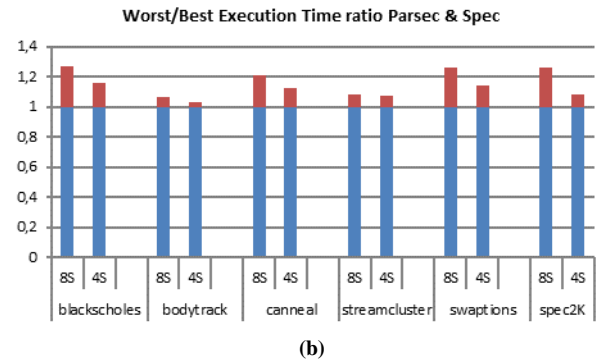 Worst/Best Execution Time ratio Parsec & Spec
1,4
1,2
1
0,8
0,6
0,4
0,2
0
8S 4S 8S 4S 8S 4S 8S 4S 8S 4S 8S 4S
blackscholes bodytrack canneal streamcluster swaptions spec2K
(b)